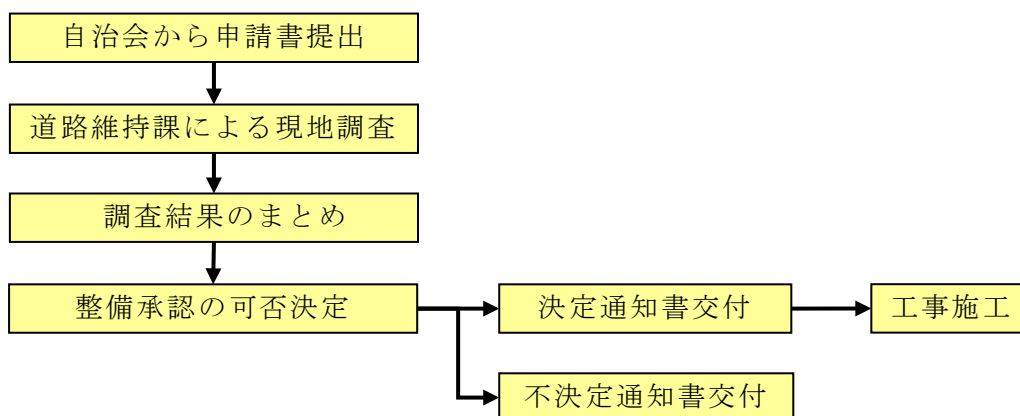 自治会から申請書提出
道路維持課による現地調査
調査結果のまとめ
整備承認の可否決定
決定通知書交付
工事施工
不決定通知書交付